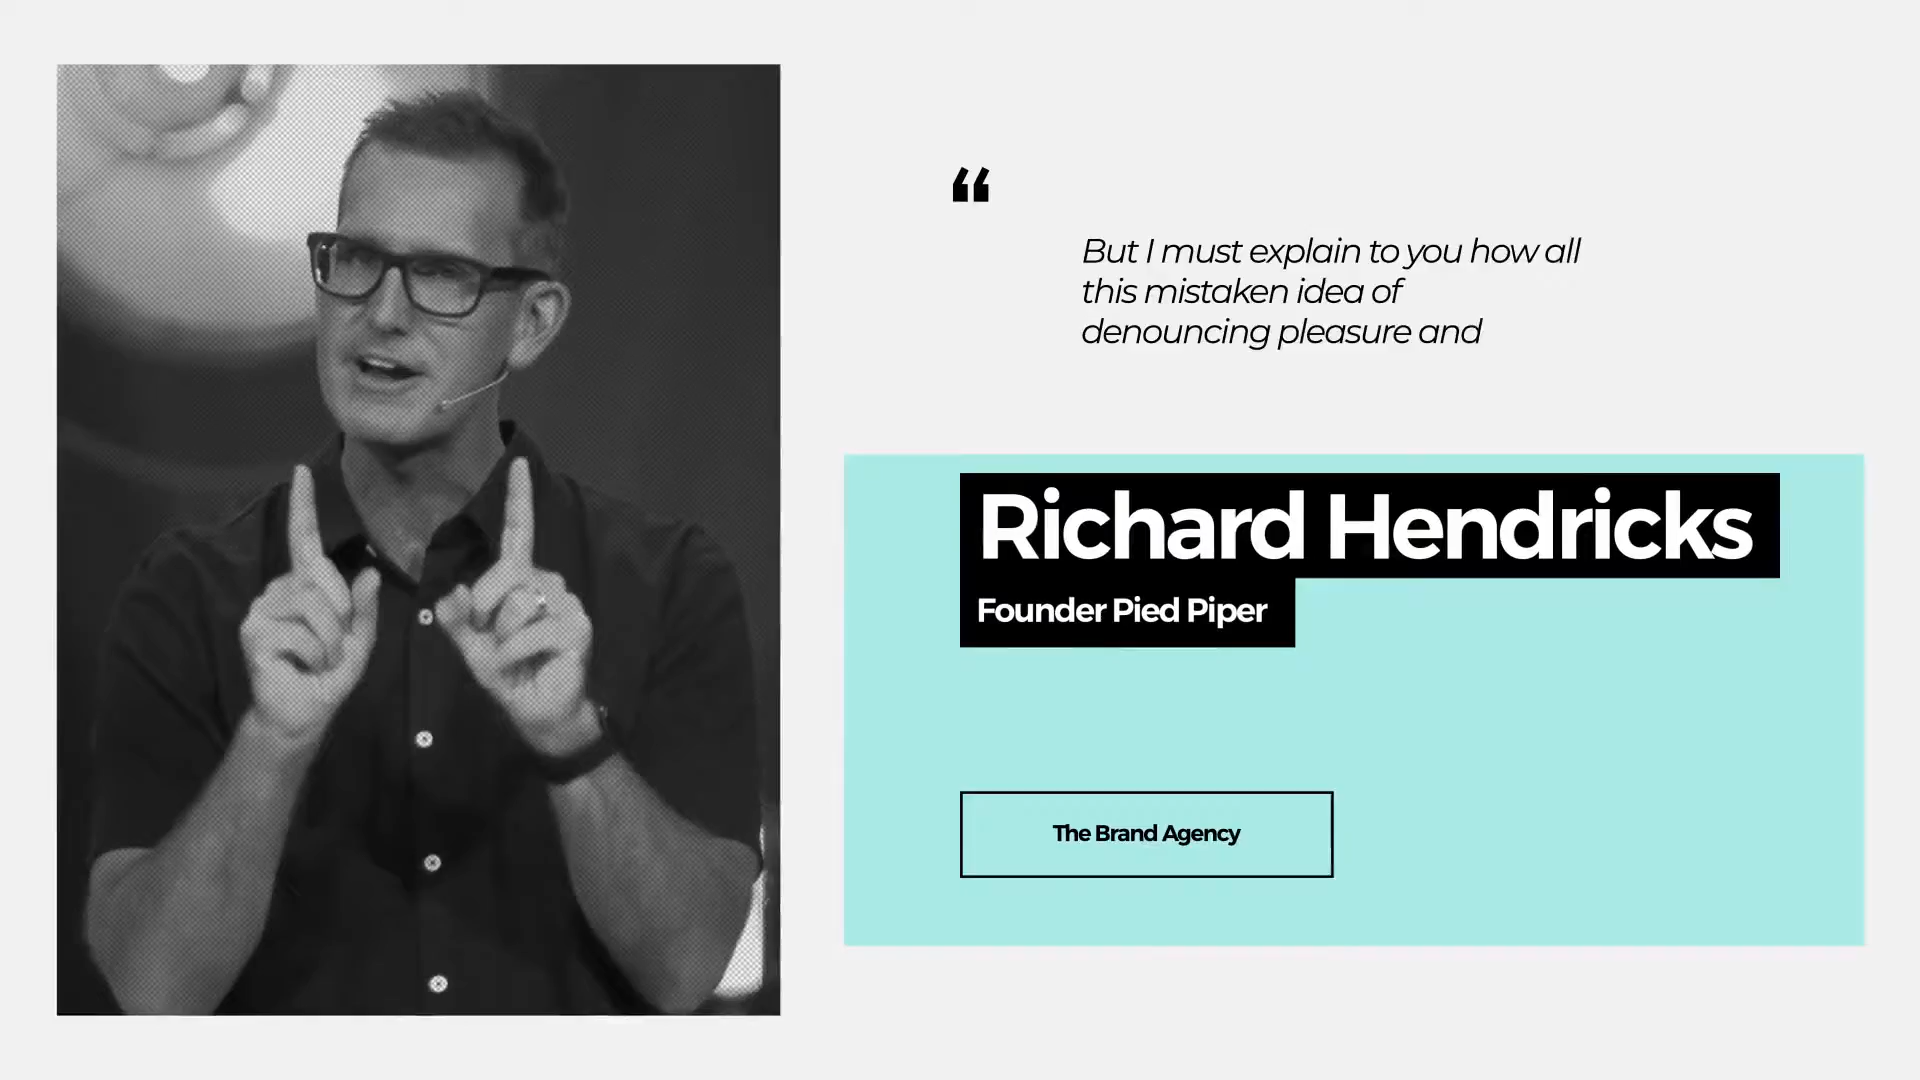 “
But I must explain to you how all
this mistaken idea of
denouncing pleasure and
Richard Hendricks
Founder Pied Piper
The Brand Agency